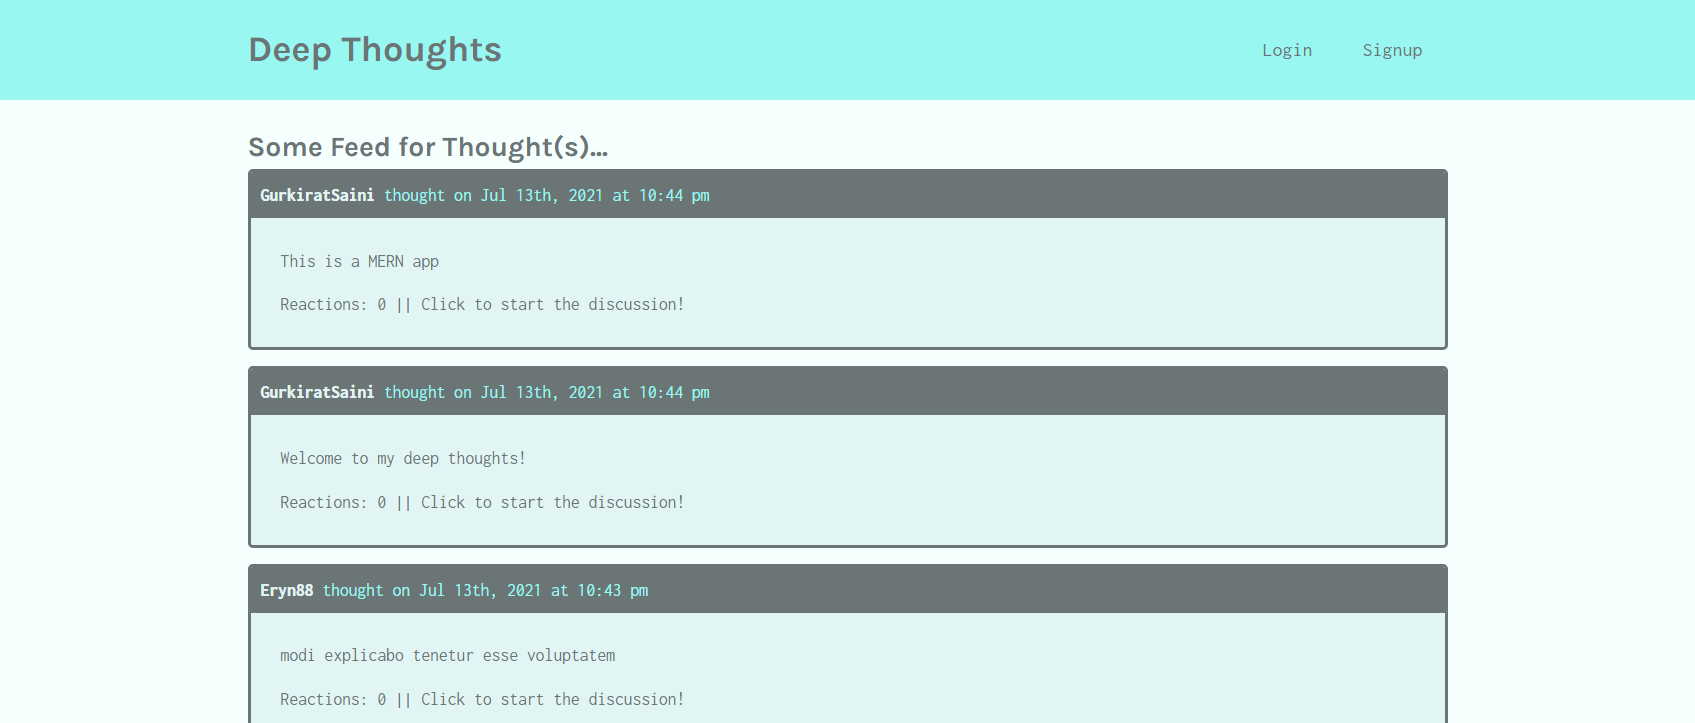 Deep Thoughts
Login
Signup
Some Feed for Thought(s)...
GurkiratSaini thought on Jul 13th, 2021 at 10:44 pm
This is a MERN app
Reactions: 0 || Click to start the discussion!
GurkiratSaini thought on Jul 13th, 2021 at 10:44 pm
Welcome to my deep thoughts!
Reactions: 0 || Click to start the discussion!
Eryn88 thought on Jul 13th, 2021 at 10:43 pm
modi explicabo tenetur esse voluptatem
Reactions: 0 || Click to start the discussion!